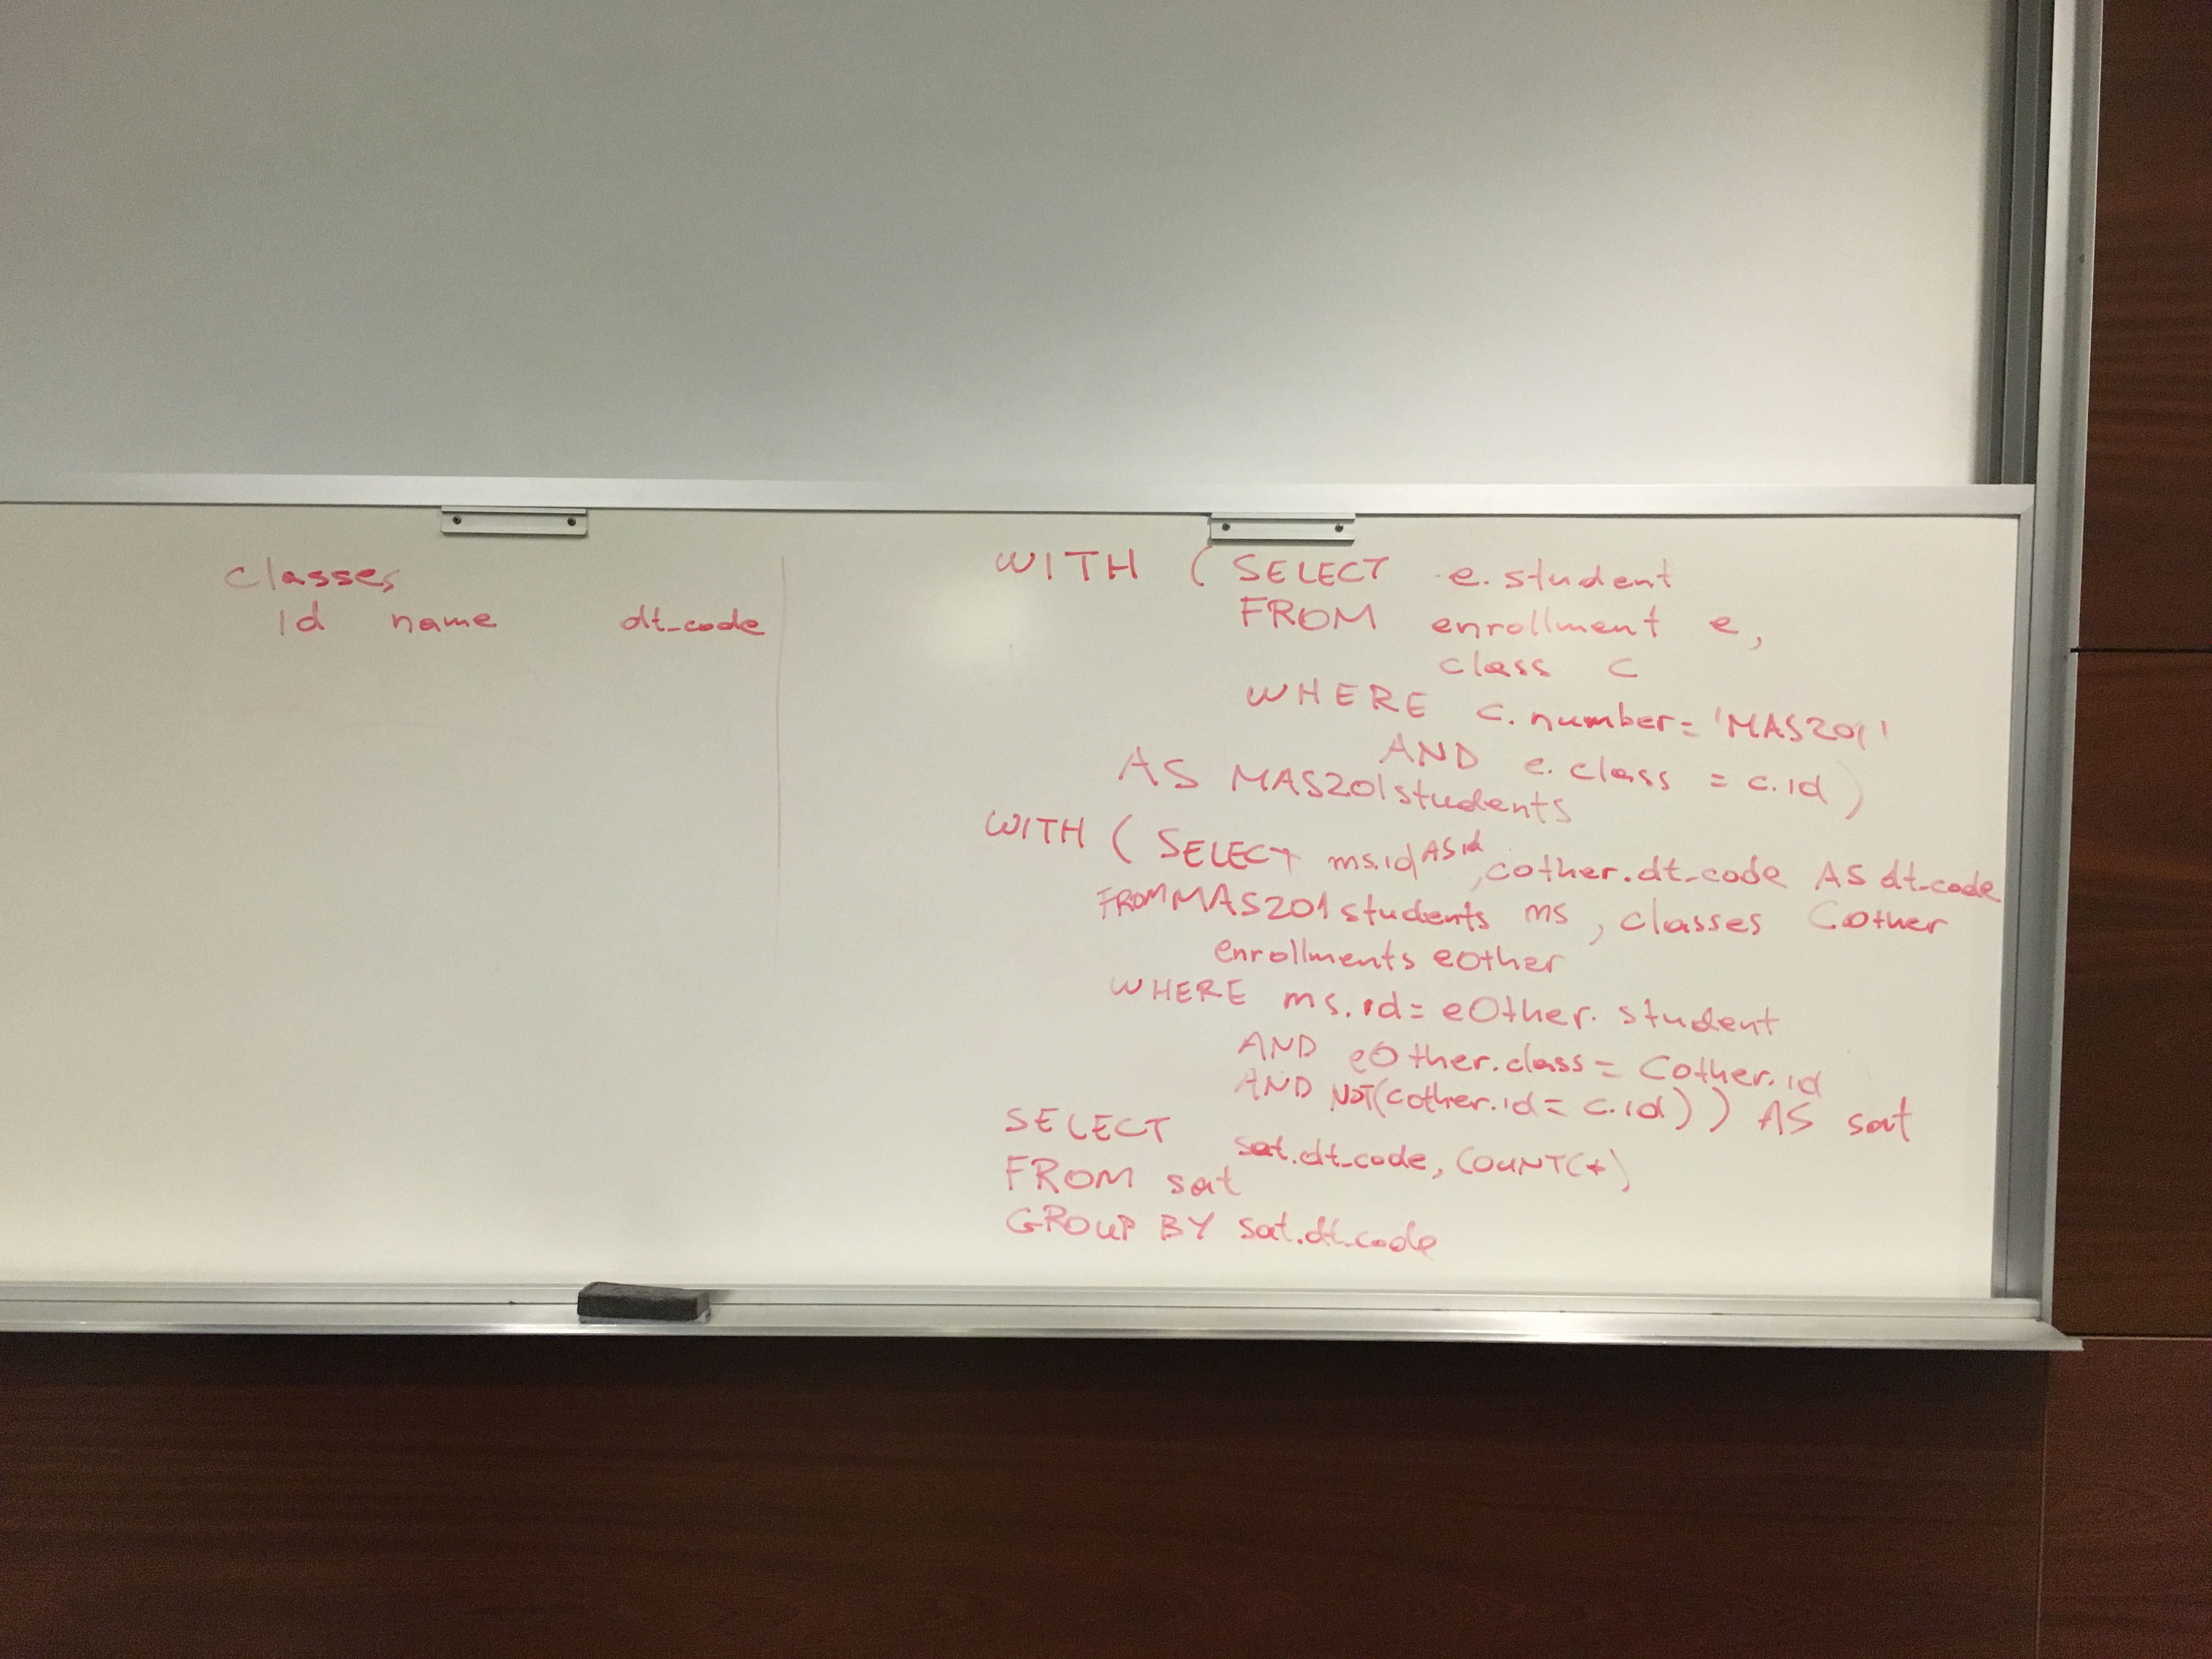 classes
id name dt_code
WITH ( SELECT e.student
FROM enrollment e,
class c
WHERE c.number= 'MAS201'
AND e.class = c.id )
AS MAS201students
WITH ( SELECT ms.id AS id, cother.dt_code AS dt_code
FROM MAS201students ms , classes Cother
enrollments eother
WHERE ms.id= eOther.student
AND eOther.class= Cother.id
AND NOT(cother.id= c.id) ) AS sat
SELECT sat.dt_code, COUNT(*)
FROM sat
GROUP BY sat.dt_code